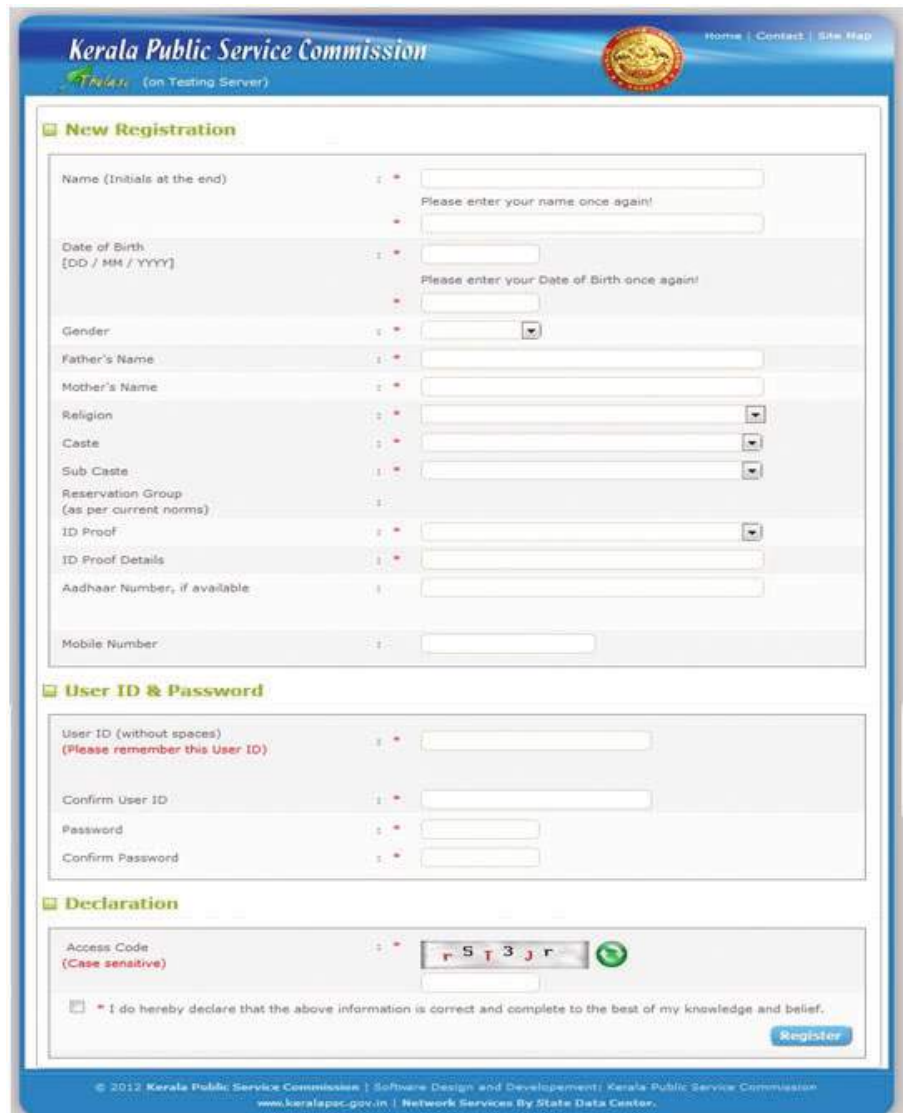 Home | Contact | Site Map
Kerala Public Service Commission
(on Testing Server)
New Registration
Name (Initials at the end) : *
Please enter your name once again!
*
Date of Birth : *
[DD / MM / YYYY]
Please enter your Date of Birth once again!
*
Gender : *
Father's Name : *
Mother's Name : *
Religion : *
Caste : *
Sub Caste : *
Reservation Group :
(as per current norms)
ID Proof : *
ID Proof Details : *
Aadhaar Number, if available :
Mobile Number :
User ID & Password
User ID (without spaces) : *
(Please remember this User ID)
Confirm User ID : *
Password : *
Confirm Password : *
Declaration
Access Code : * r 5 T 3 J r
(Case sensitive)
* I do hereby declare that the above information is correct and complete to the best of my knowledge and belief.
Register
© 2012 Kerala Public Service Commission | Software Design and Developement: Kerala Public Service Commission
www.keralapsc.gov.in | Network Services By State Data Center.